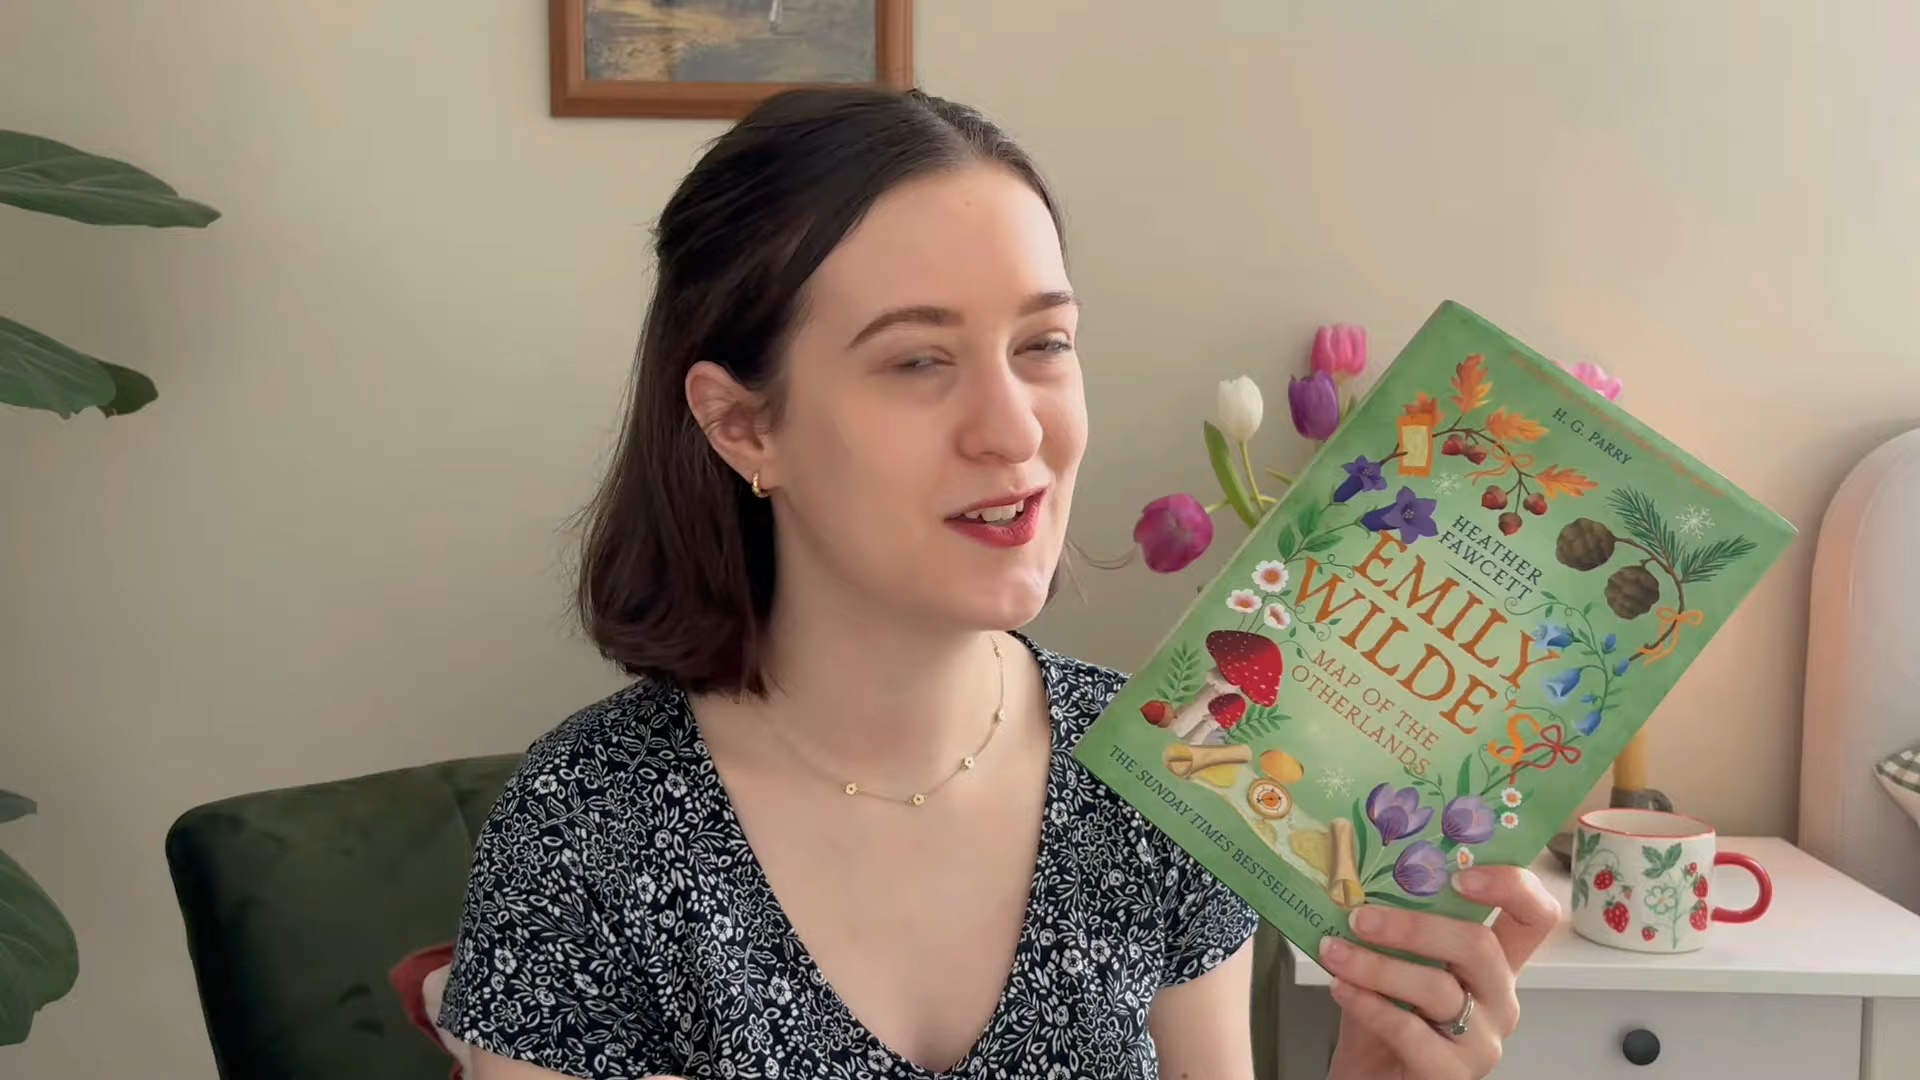 H. G. PARRY
HEATHER
FAWCETT
EMILY
WILDE'S
MAP OF THE
OTHERLANDS
THE SUNDAY TIMES BESTSELLING